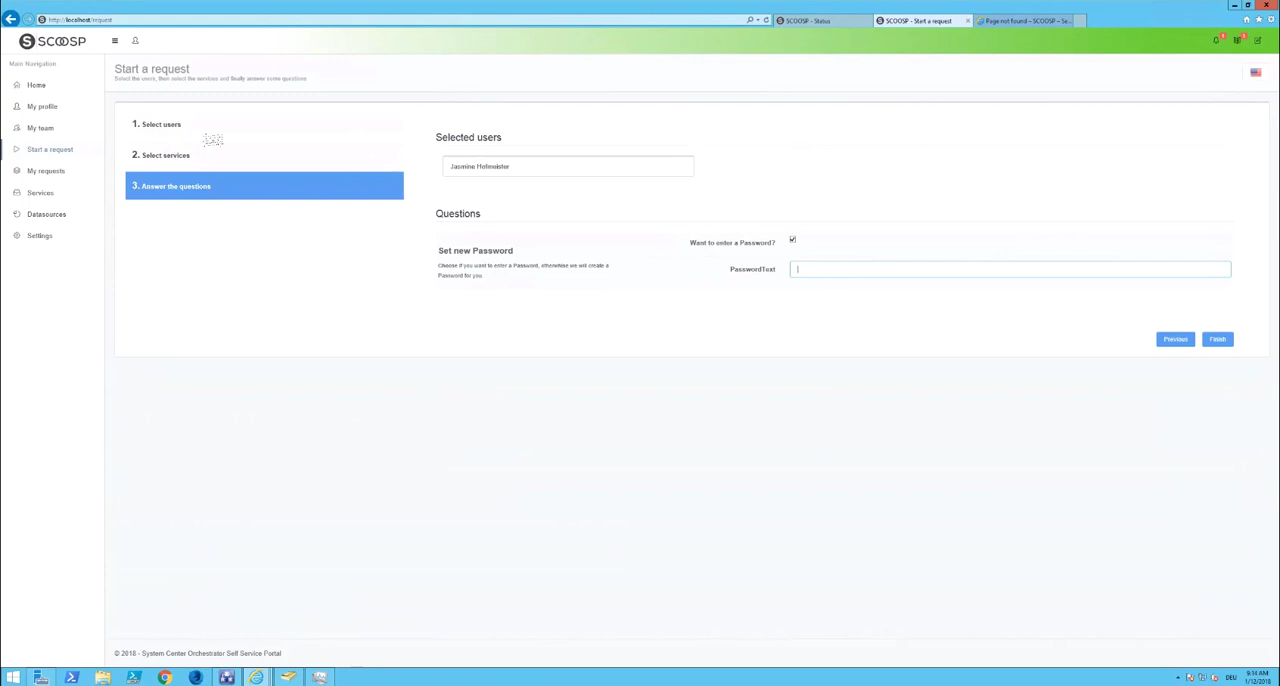 http://localhost/request
SCOOSP - Status
SCOOSP - Start a request
Page not found – SCOOSP – Se...
SCOOSP
Main Navigation
Home
My profile
My team
Start a request
My requests
Services
Datasources
Settings
Start a request
Select the users, then select the services and finally answer some questions
1. Select users
2. Select services
3. Answer the questions
Selected users
Jasmine Hofmeister
Questions
Set new Password
Choose if you want to enter a Password, otherwise we will create a
Password for you.
Want to enter a Password?
PasswordText
Previous
Finish
© 2018 - System Center Orchestrator Self Service Portal
DEU
9:14 AM
1/12/2018